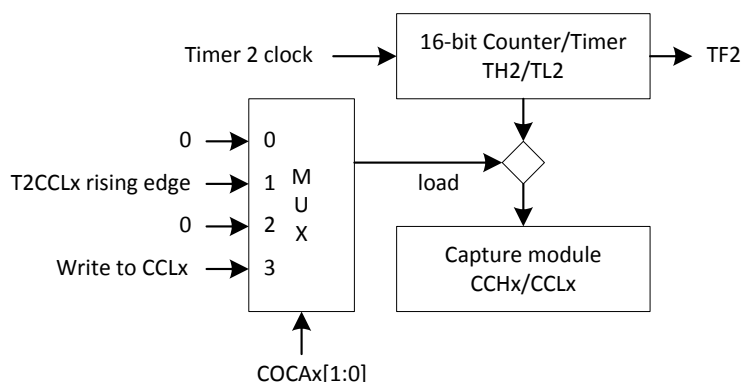 Timer 2 clock
16-bit Counter/Timer
TH2/TL2
TF2
0
0
T2CCLx rising edge
1
0
2
Write to CCLx
3
M
U
X
load
Capture module
CCHx/CCLx
COCAx[1:0]